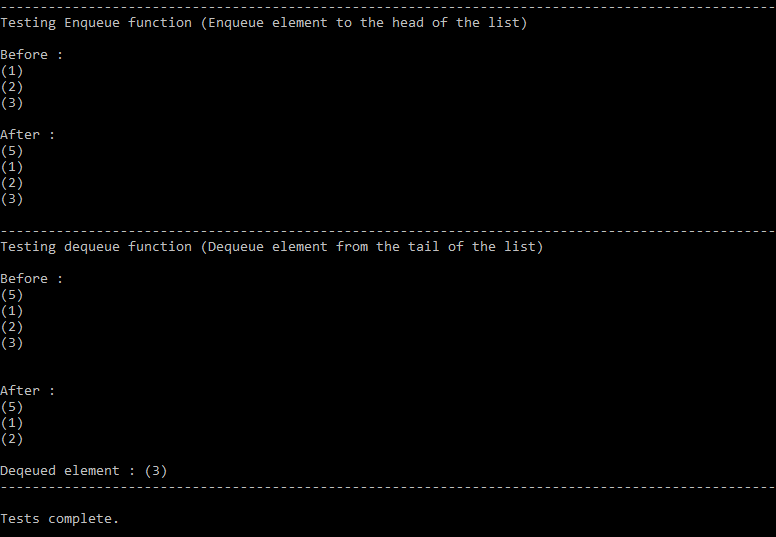 -------------------------------------------------------------------------------------------------
Testing Enqueue function (Enqueue element to the head of the list)
Before :
(1)
(2)
(3)
After :
(5)
(1)
(2)
(3)
-------------------------------------------------------------------------------------------------
Testing dequeue function (Dequeue element from the tail of the list)
Before :
(5)
(1)
(2)
(3)
After :
(5)
(1)
(2)
Deqeued element : (3)
-------------------------------------------------------------------------------------------------
Tests complete.